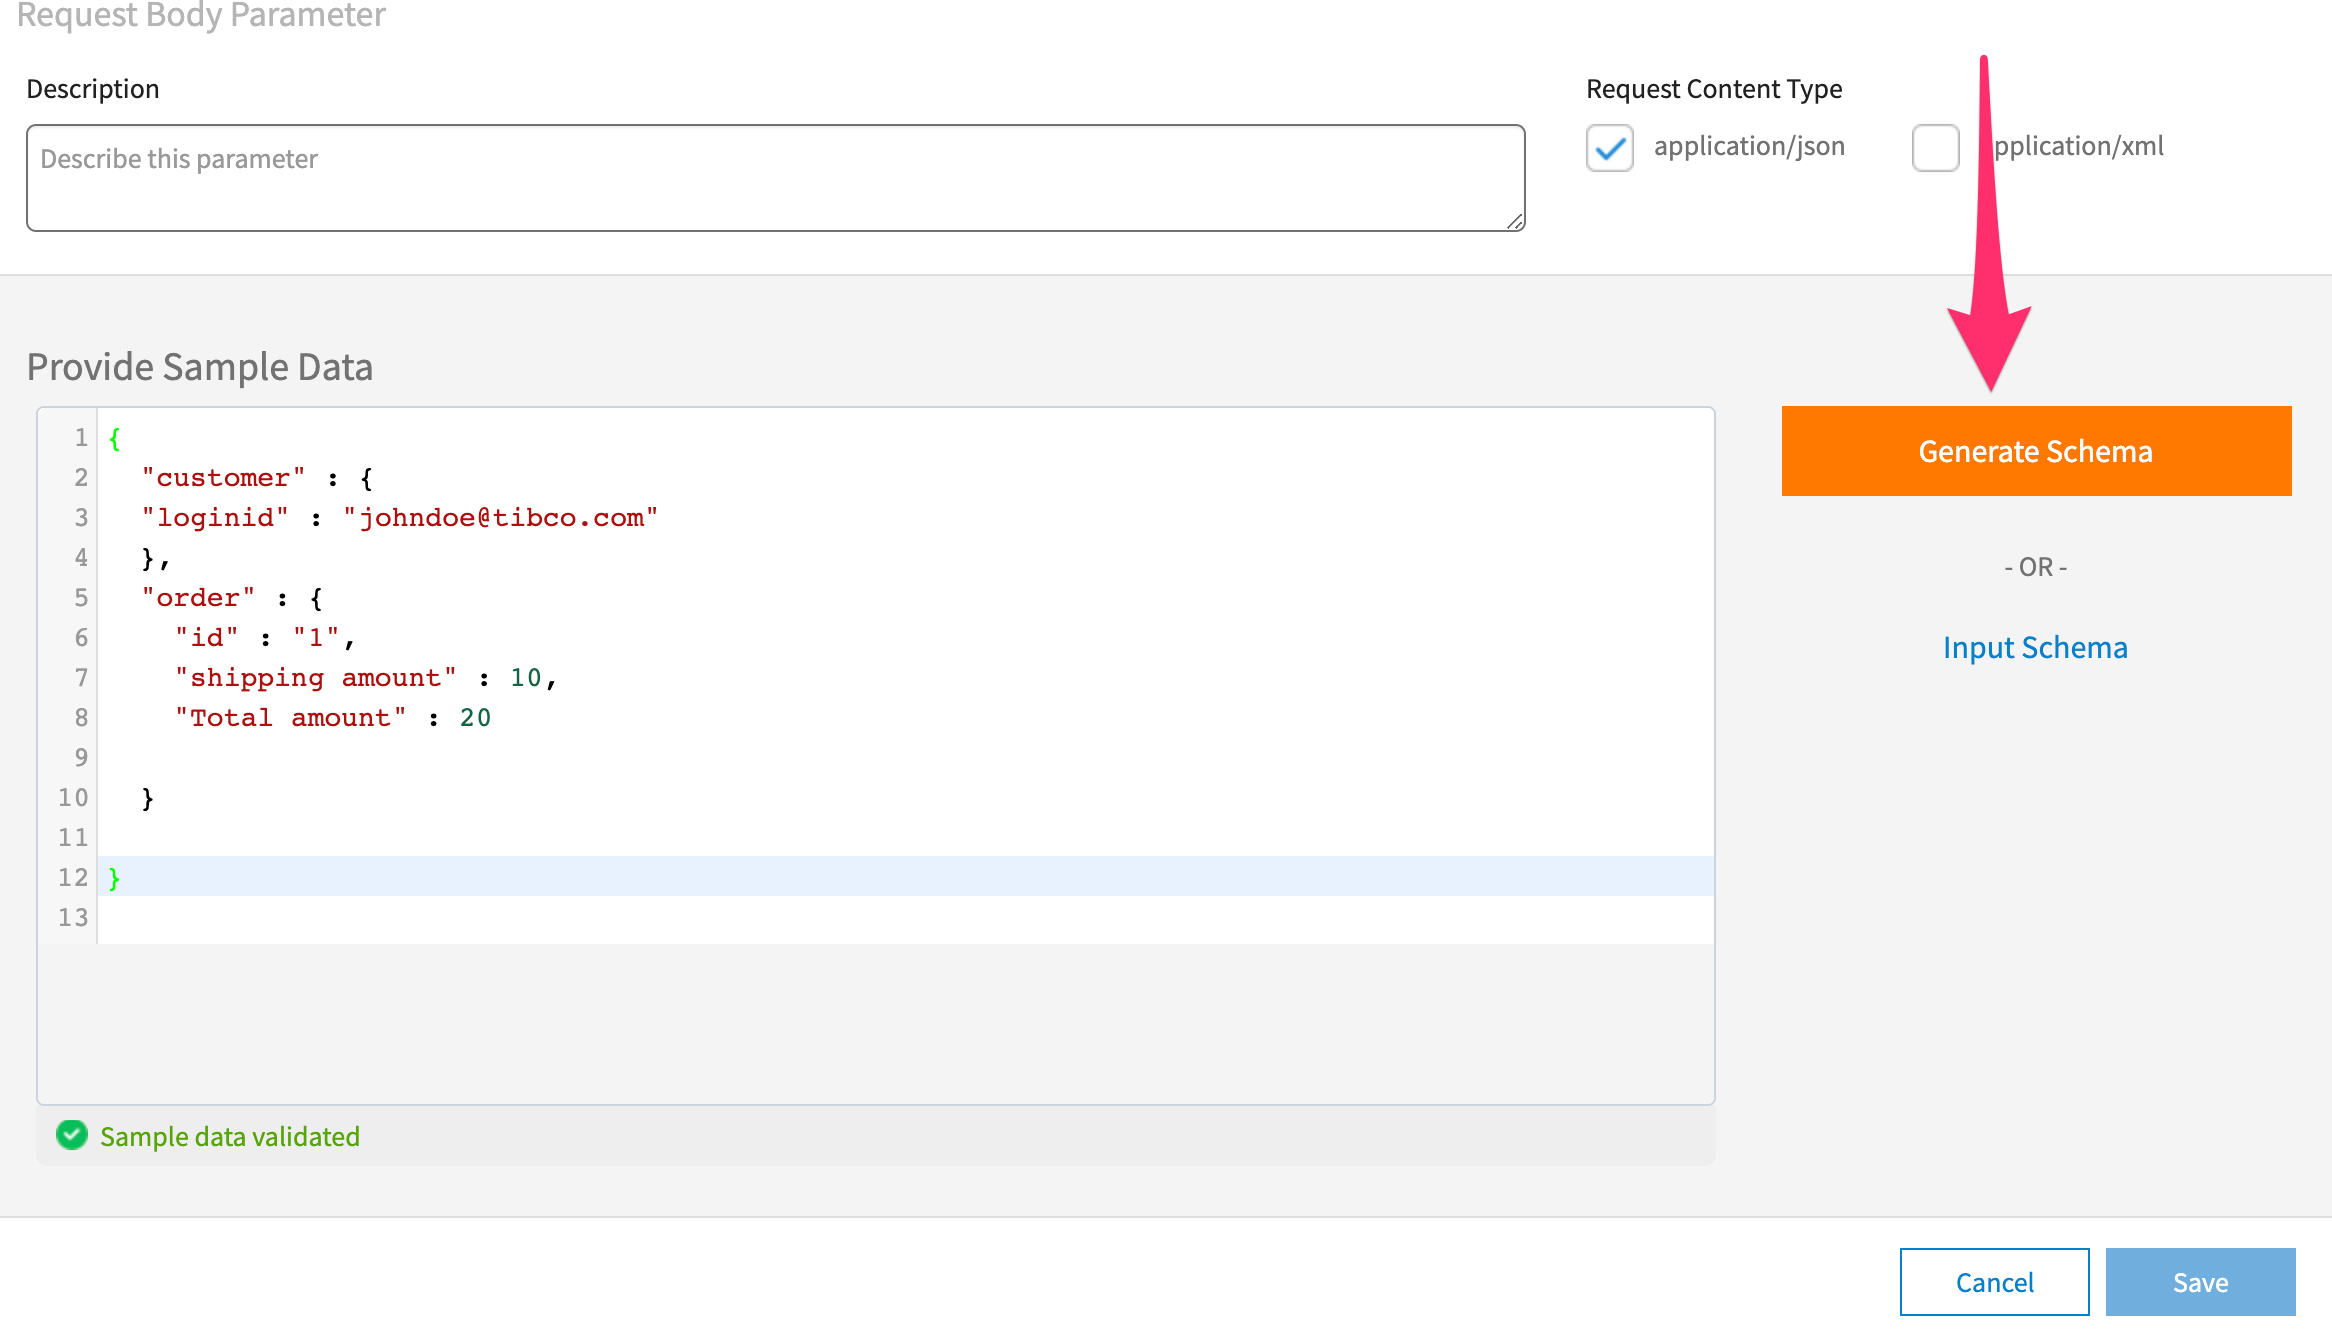 Request Body Parameter
Description
Describe this parameter
Request Content Type
application/json
pplication/xml
Provide Sample Data
1 {
2 "customer" : {
3 "loginid" : "johndoe@tibco.com"
4 },
5 "order" : {
6 "id" : "1",
7 "shipping amount" : 10,
8 "Total amount" : 20
9
10 }
11
12 }
13
Sample data validated
Generate Schema
- OR -
Input Schema
Cancel
Save